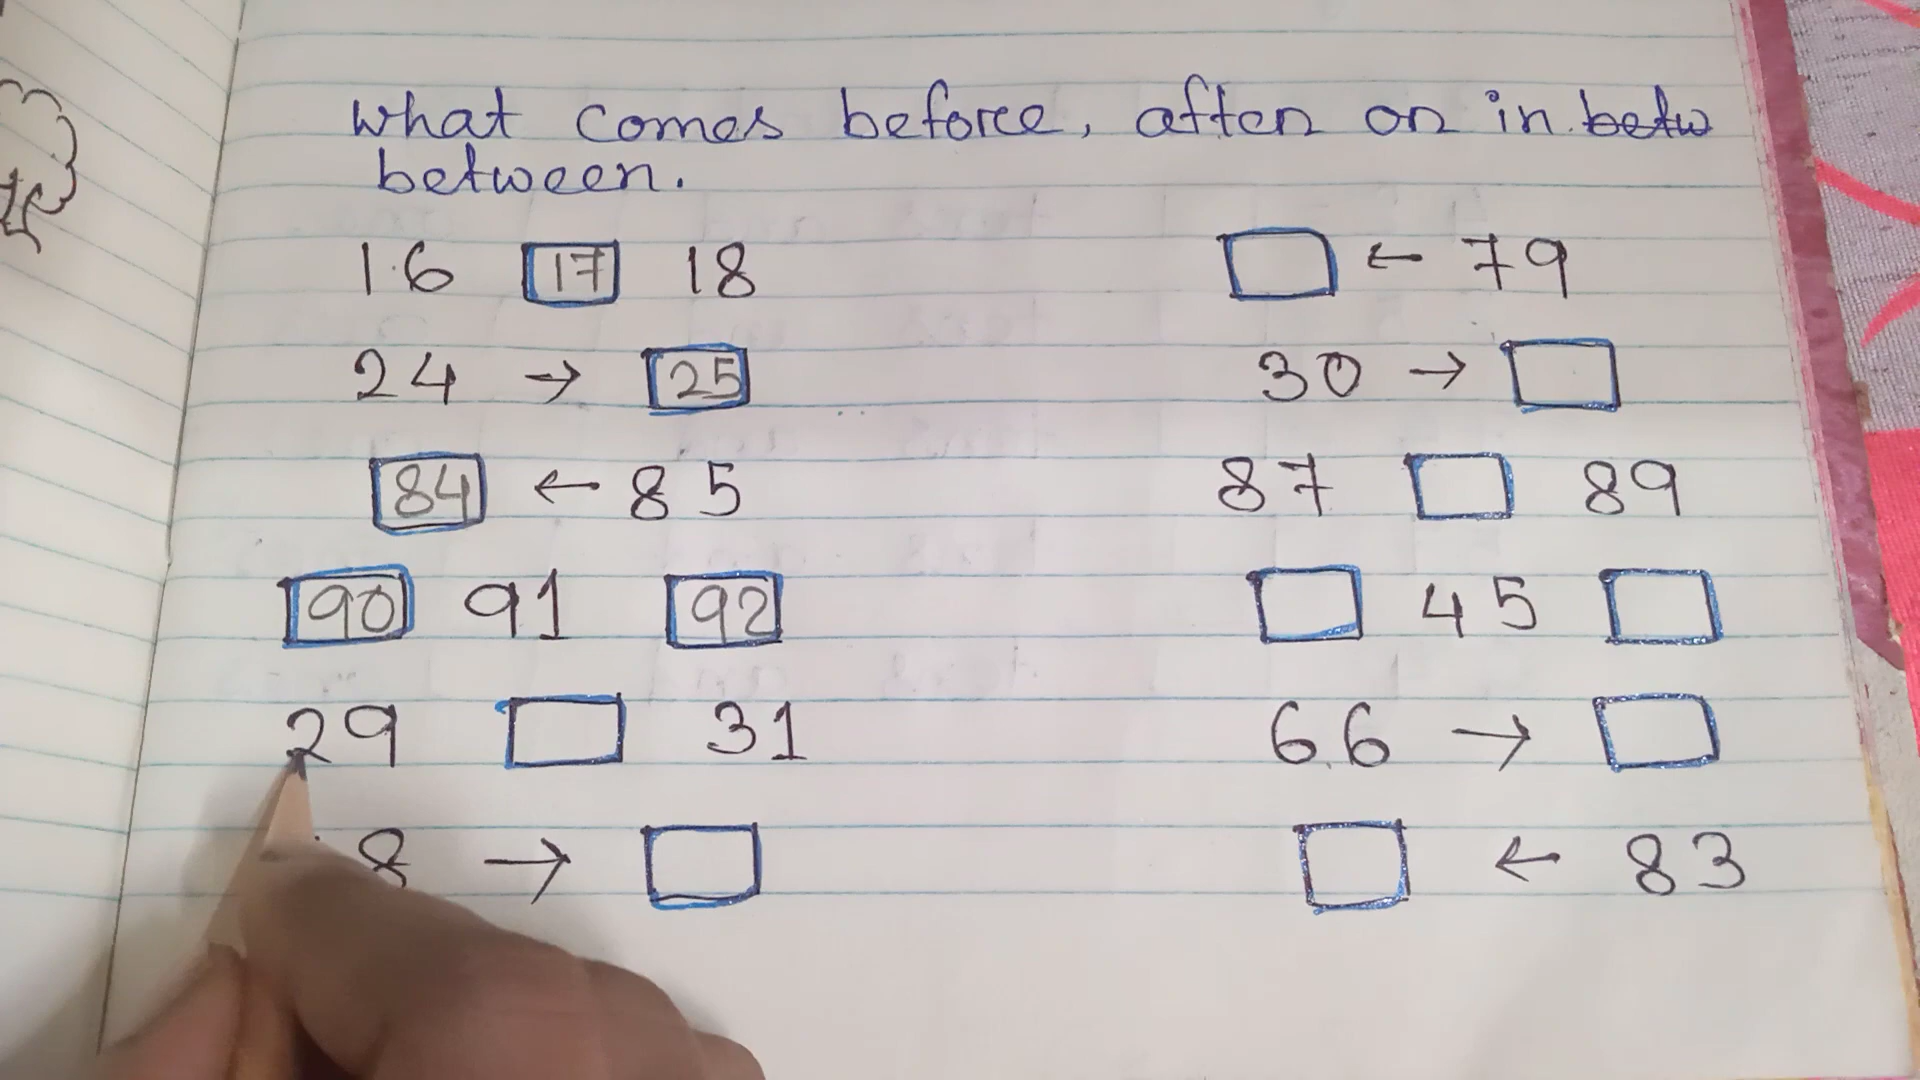 What comes before, after or in betw
between.
16 17 18
24 → 25
84 ← 85
90 91 92
29 31
8 →
← 79
30 →
87 89
45
66 →
← 83